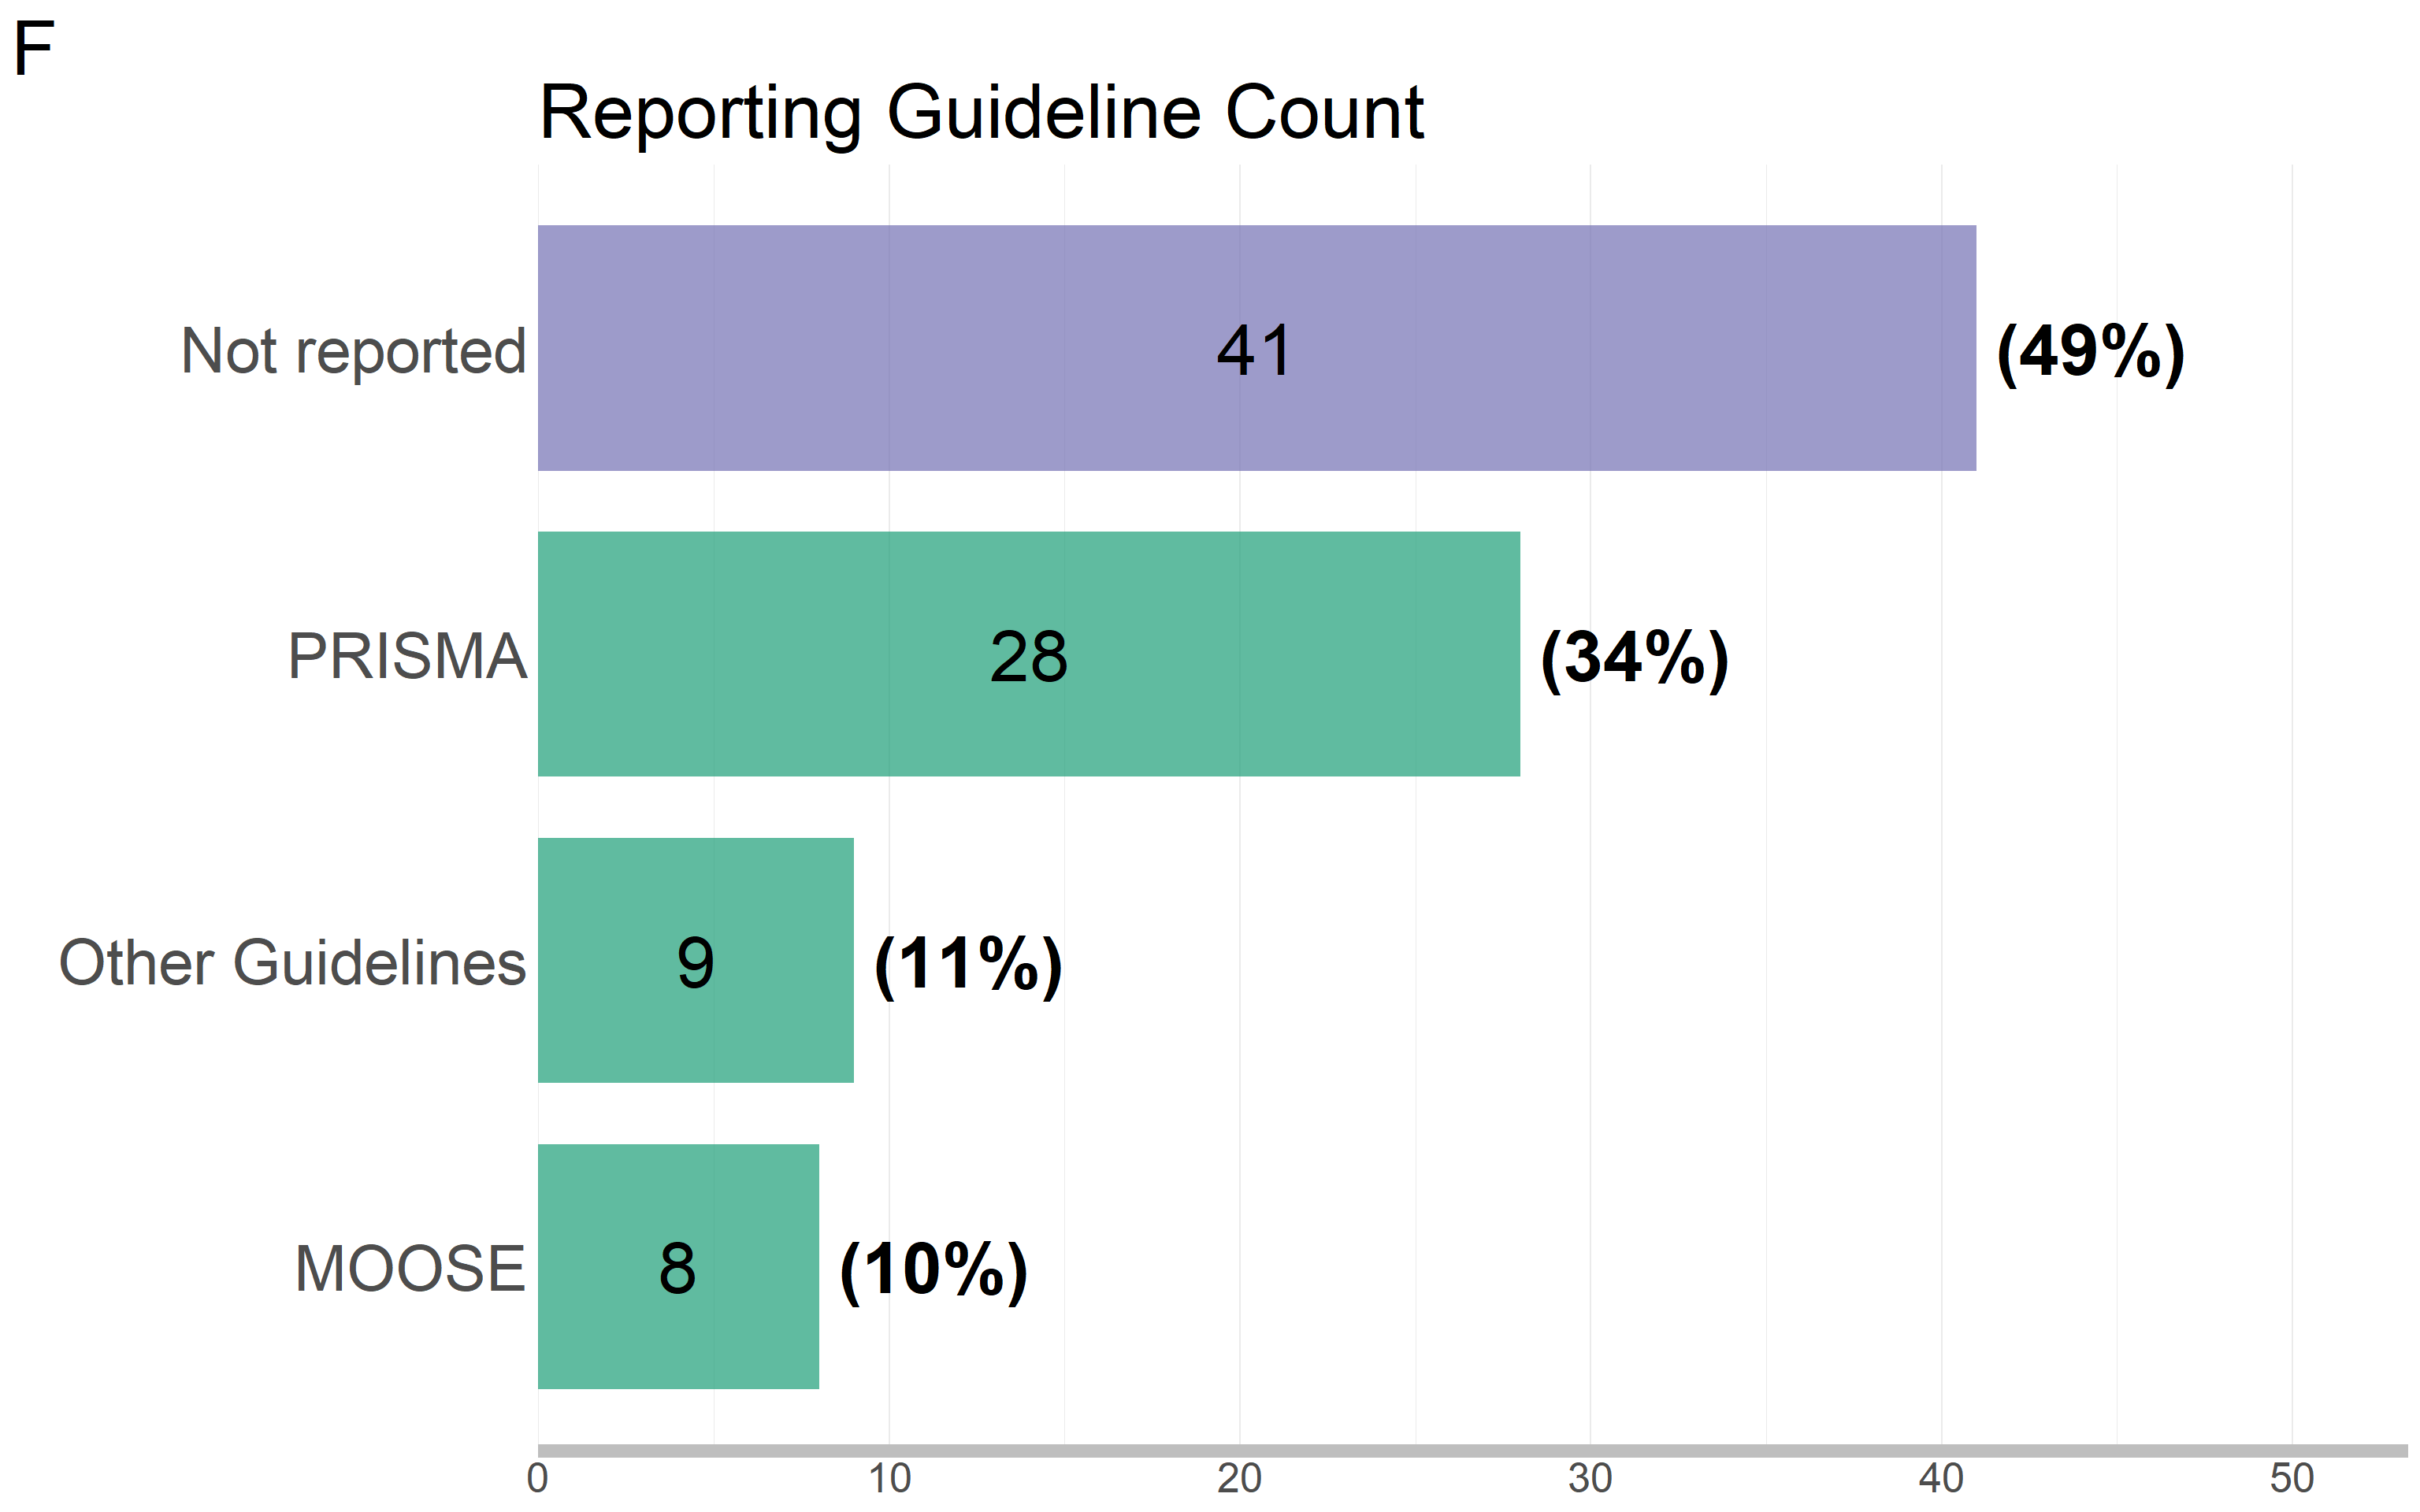 F
Reporting Guideline Count
Not reported 41 (49%)
PRISMA 28 (34%)
Other Guidelines 9 (11%)
MOOSE 8 (10%)
0 10 20 30 40 50